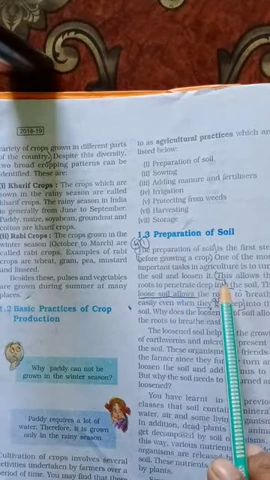 2018-19
variety of crops grown in different parts
of the country. Despite this diversity,
two broad cropping patterns can be
identified. These are:
(i) Kharif Crops : The crops which are
sown in the rainy season are called
kharif crops. The rainy season in India
is generally from June to September.
Paddy, maize, soyabean, groundnut and
cotton are kharif crops.
(ii) Rabi Crops : The crops grown in the
winter season (October to March) are
called rabi crops. Examples of rabi
crops are wheat, gram, pea, mustard
and linseed.
Besides these, pulses and vegetables
are grown during summer at many
places.
1.2 Basic Practices of Crop
Production
Why paddy can not
be grown in the winter season?
Paddy requires a lot of
water. Therefore, it is grown
only in the rainy season.
Cultivation of crops involves several
activities undertaken by farmers over a
period of time. You may find that these
to as agricultural practices which are
listed below:
(i) Preparation of soil
(ii) Sowing
(iii) Adding manure and fertilisers
(iv) Irrigation
(v) Protecting from weeds
(vi) Harvesting
(vii) Storage
1.3 Preparation of Soil
The preparation of soil is the first step
before growing a crop. One of the most
important tasks in agriculture is to turn
the soil and loosen it. This allows the
roots to penetrate deep in the soil. The
loose soil allows the roots to breathe
easily even when they go deep into the
soil. Why does the loosening of soil allow
the roots to breathe easily?
The loosened soil helps in the growth
of earthworms and microbes present in
the soil. These organisms are friends
the farmer since they further turn and
loosen the soil and add humus to
But why the soil needs to be turned and
loosened?
In previous
classes that soil contains minerals,
water, air and some living organisms.
In addition, dead plants and animals
get decomposed by soil organisms.
this way, various nutrients
organisms are released back
soil. These nutrients
by plants.